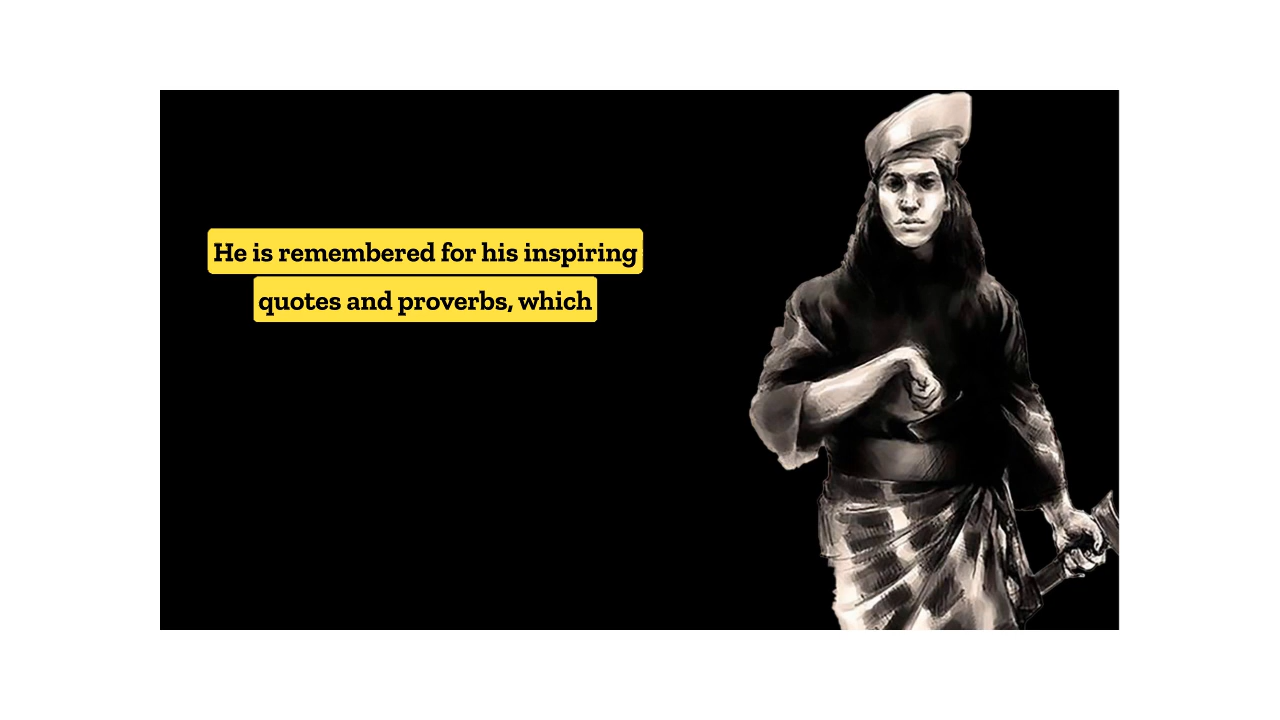 He is remembered for his inspiring
quotes and proverbs, which